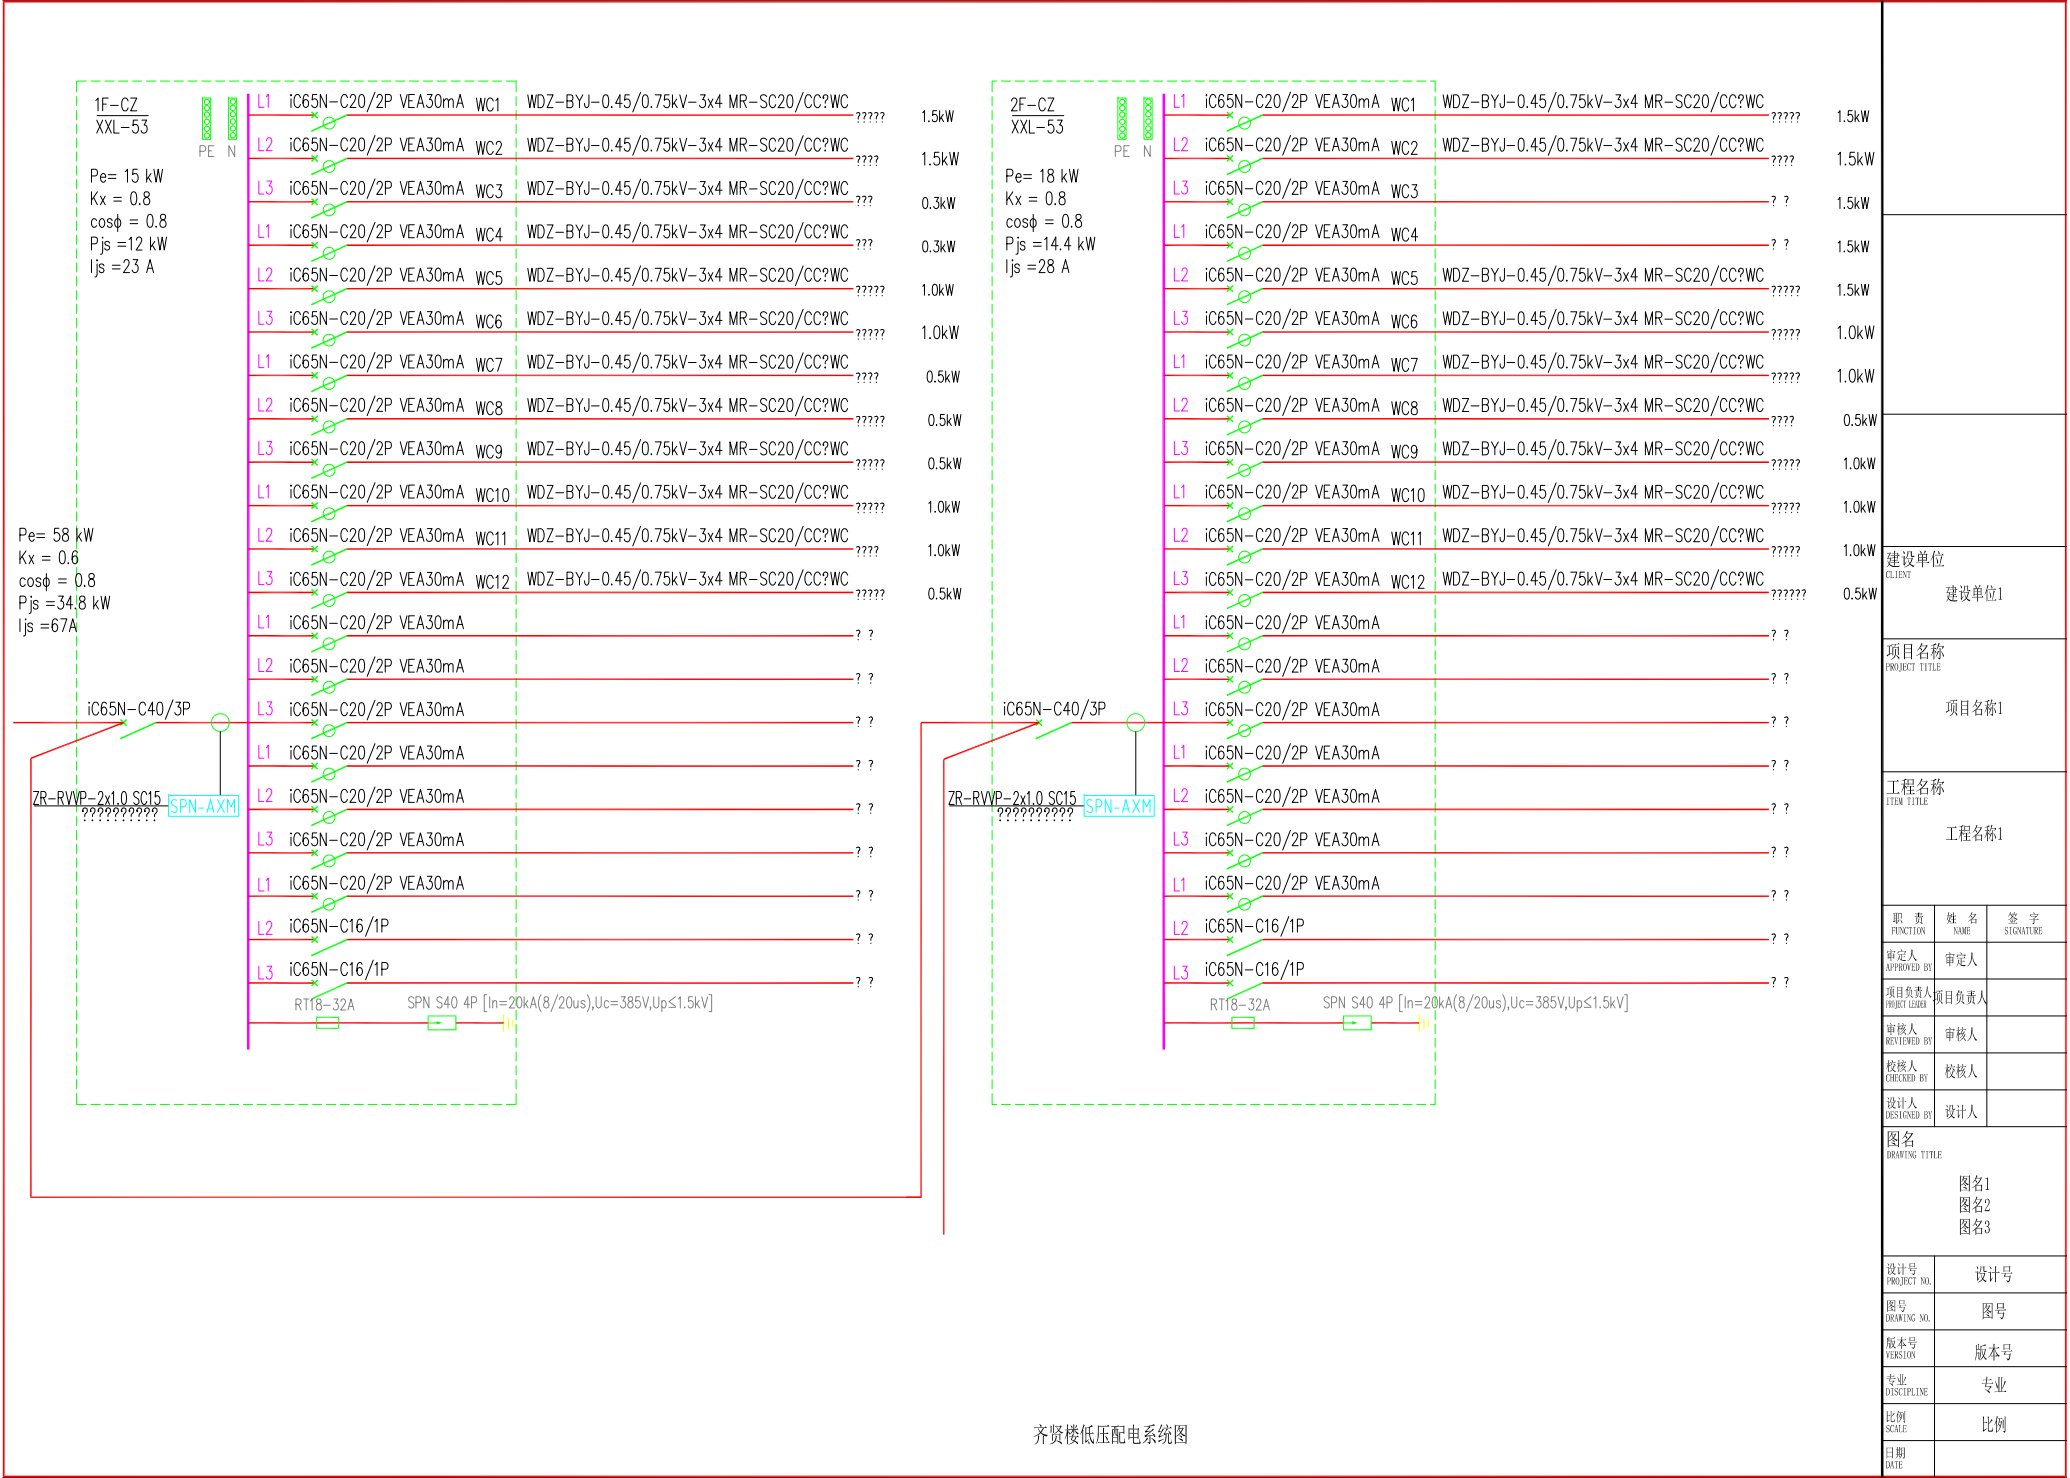 1F-CZ
XXL-53
PE N
Pe= 15 kW
Kx = 0.8
cosϕ = 0.8
Pjs =12 kW
Ijs =23 A
L1 iC65N-C20/2P VEA30mA WC1 WDZ-BYJ-0.45/0.75kV-3x4 MR-SC20/CC?WC ????? 1.5kW
L2 iC65N-C20/2P VEA30mA WC2 WDZ-BYJ-0.45/0.75kV-3x4 MR-SC20/CC?WC ???? 1.5kW
L3 iC65N-C20/2P VEA30mA WC3 WDZ-BYJ-0.45/0.75kV-3x4 MR-SC20/CC?WC ??? 0.3kW
L1 iC65N-C20/2P VEA30mA WC4 WDZ-BYJ-0.45/0.75kV-3x4 MR-SC20/CC?WC ??? 0.3kW
L2 iC65N-C20/2P VEA30mA WC5 WDZ-BYJ-0.45/0.75kV-3x4 MR-SC20/CC?WC ????? 1.0kW
L3 iC65N-C20/2P VEA30mA WC6 WDZ-BYJ-0.45/0.75kV-3x4 MR-SC20/CC?WC ????? 1.0kW
L1 iC65N-C20/2P VEA30mA WC7 WDZ-BYJ-0.45/0.75kV-3x4 MR-SC20/CC?WC ???? 0.5kW
L2 iC65N-C20/2P VEA30mA WC8 WDZ-BYJ-0.45/0.75kV-3x4 MR-SC20/CC?WC ????? 0.5kW
L3 iC65N-C20/2P VEA30mA WC9 WDZ-BYJ-0.45/0.75kV-3x4 MR-SC20/CC?WC ????? 0.5kW
L1 iC65N-C20/2P VEA30mA WC10 WDZ-BYJ-0.45/0.75kV-3x4 MR-SC20/CC?WC ????? 1.0kW
L2 iC65N-C20/2P VEA30mA WC11 WDZ-BYJ-0.45/0.75kV-3x4 MR-SC20/CC?WC ???? 1.0kW
L3 iC65N-C20/2P VEA30mA WC12 WDZ-BYJ-0.45/0.75kV-3x4 MR-SC20/CC?WC ????? 0.5kW
L1 iC65N-C20/2P VEA30mA ? ?
L2 iC65N-C20/2P VEA30mA ? ?
L3 iC65N-C20/2P VEA30mA ? ?
L1 iC65N-C20/2P VEA30mA ? ?
L2 iC65N-C20/2P VEA30mA ? ?
L3 iC65N-C20/2P VEA30mA ? ?
L1 iC65N-C20/2P VEA30mA ? ?
L2 iC65N-C16/1P ? ?
L3 iC65N-C16/1P ? ?
RT18-32A SPN S40 4P [In=20kA(8/20us),Uc=385V,Up≤1.5kV]
Pe= 58 kW
Kx = 0.6
cosϕ = 0.8
Pjs =34.8 kW
Ijs =67A
iC65N-C40/3P
ZR-RVVP-2x1.0 SC15
??????????
SPN-AXM
2F-CZ
XXL-53
PE N
Pe= 18 kW
Kx = 0.8
cosϕ = 0.8
Pjs =14.4 kW
Ijs =28 A
L1 iC65N-C20/2P VEA30mA WC1 WDZ-BYJ-0.45/0.75kV-3x4 MR-SC20/CC?WC ????? 1.5kW
L2 iC65N-C20/2P VEA30mA WC2 WDZ-BYJ-0.45/0.75kV-3x4 MR-SC20/CC?WC ???? 1.5kW
L3 iC65N-C20/2P VEA30mA WC3 ? ? 1.5kW
L1 iC65N-C20/2P VEA30mA WC4 ? ? 1.5kW
L2 iC65N-C20/2P VEA30mA WC5 WDZ-BYJ-0.45/0.75kV-3x4 MR-SC20/CC?WC ????? 1.5kW
L3 iC65N-C20/2P VEA30mA WC6 WDZ-BYJ-0.45/0.75kV-3x4 MR-SC20/CC?WC ????? 1.0kW
L1 iC65N-C20/2P VEA30mA WC7 WDZ-BYJ-0.45/0.75kV-3x4 MR-SC20/CC?WC ????? 1.0kW
L2 iC65N-C20/2P VEA30mA WC8 WDZ-BYJ-0.45/0.75kV-3x4 MR-SC20/CC?WC ???? 0.5kW
L3 iC65N-C20/2P VEA30mA WC9 WDZ-BYJ-0.45/0.75kV-3x4 MR-SC20/CC?WC ????? 1.0kW
L1 iC65N-C20/2P VEA30mA WC10 WDZ-BYJ-0.45/0.75kV-3x4 MR-SC20/CC?WC ????? 1.0kW
L2 iC65N-C20/2P VEA30mA WC11 WDZ-BYJ-0.45/0.75kV-3x4 MR-SC20/CC?WC ????? 1.0kW
L3 iC65N-C20/2P VEA30mA WC12 WDZ-BYJ-0.45/0.75kV-3x4 MR-SC20/CC?WC ?????? 0.5kW
L1 iC65N-C20/2P VEA30mA ? ?
L2 iC65N-C20/2P VEA30mA ? ?
L3 iC65N-C20/2P VEA30mA ? ?
L1 iC65N-C20/2P VEA30mA ? ?
L2 iC65N-C20/2P VEA30mA ? ?
L3 iC65N-C20/2P VEA30mA ? ?
L1 iC65N-C20/2P VEA30mA ? ?
L2 iC65N-C16/1P ? ?
L3 iC65N-C16/1P ? ?
RT18-32A SPN S40 4P [In=20kA(8/20us),Uc=385V,Up≤1.5kV]
iC65N-C40/3P
ZR-RVVP-2x1.0 SC15
??????????
SPN-AXM
齐贤楼低压配电系统图
建设单位
CLIENT
建设单位1
项目名称
PROJECT TITLE
项目名称1
工程名称
ITEM TITLE
工程名称1
职 责 姓 名 签 字
FUNCTION NAME SIGNATURE
审定人 审定人
APPROVED BY
项目负责人 项目负责人
PROJECT LEADER
审核人 审核人
REVIEWED BY
校核人 校核人
CHECKED BY
设计人 设计人
DESIGNED BY
图名
DRAWING TITLE
图名1
图名2
图名3
设计号 设计号
PROJECT NO.
图号 图号
DRAWING NO.
版本号 版本号
VERSION
专业 专业
DISCIPLINE
比例 比例
SCALE
日期
DATE